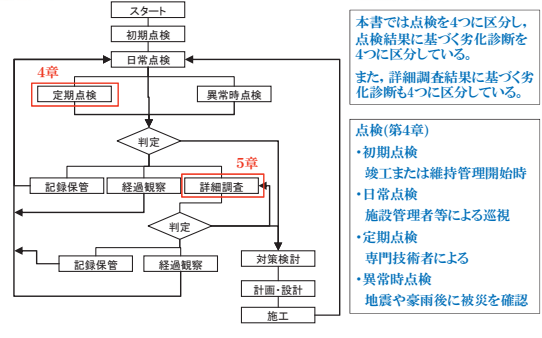 スタート
初期点検
日常点検
4章
定期点検
異常時点検
判定
5章
記録保管
経過観察
詳細調査
判定
記録保管
経過観察
対策検討
計画・設計
施工
本書では点検を4つに区分し,
点検結果に基づく劣化診断を
4つに区分している。
また, 詳細調査結果に基づく劣
化診断も4つに区分している。
点検(第4章)
・初期点検
竣工または維持管理開始時
・日常点検
施設管理者等による巡視
・定期点検
専門技術者による
・異常時点検
地震や豪雨後に被災を確認